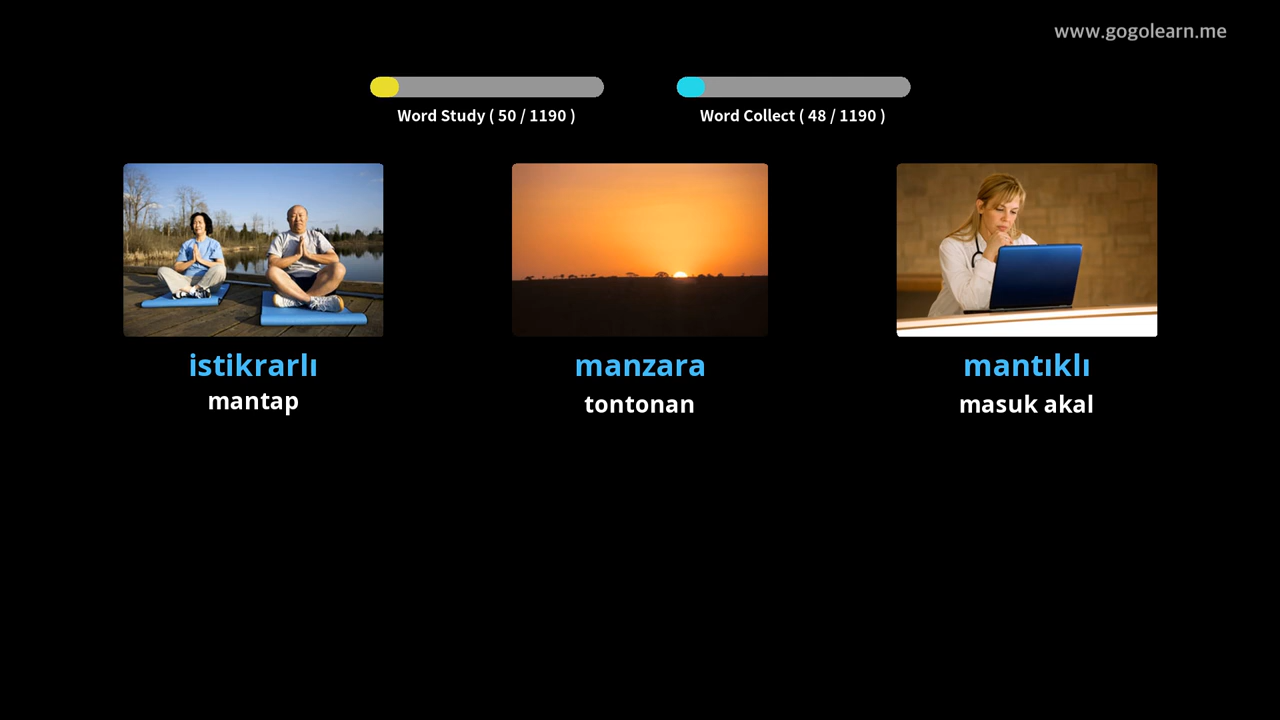 www.gogolearn.me
Word Study ( 50 / 1190 )
Word Collect ( 48 / 1190 )
istikrarlı
mantap
manzara
tontonan
mantıklı
masuk akal